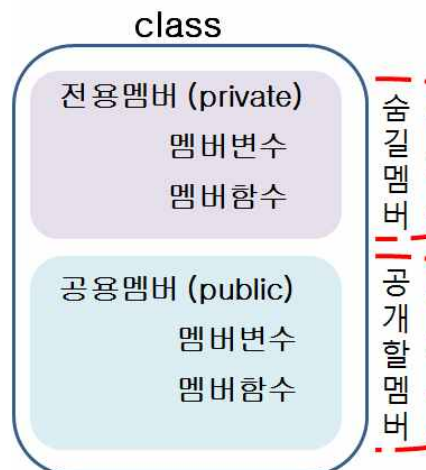 class
전용멤버 (private)
멤버변수
멤버함수
숨길멤버
공용멤버 (public)
멤버변수
멤버함수
공개할멤버